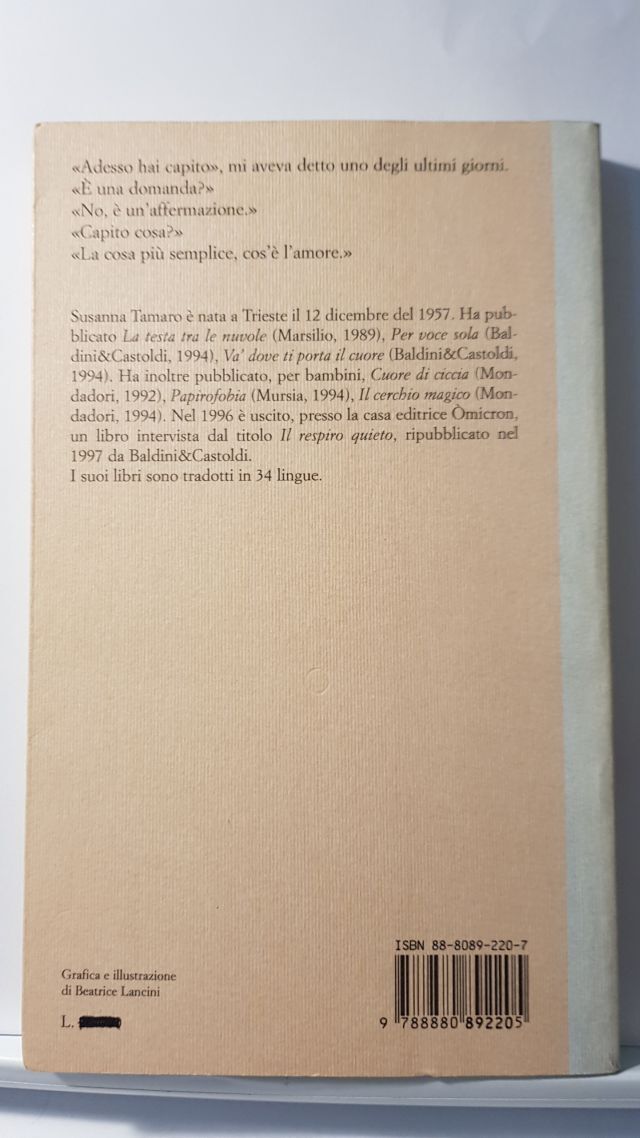 «Adesso hai capito», mi aveva detto uno degli ultimi giorni.
«È una domanda?»
«No, è un'affermazione.»
«Capito cosa?»
«La cosa più semplice, cos'è l'amore.»
Susanna Tamaro è nata a Trieste il 12 dicembre del 1957. Ha pub-
blicato La testa tra le nuvole (Marsilio, 1989), Per voce sola (Bal-
dini&Castoldi, 1994), Va' dove ti porta il cuore (Baldini&Castoldi,
1994). Ha inoltre pubblicato, per bambini, Cuore di ciccia (Mon-
dadori, 1992), Papirofobia (Mursia, 1994), Il cerchio magico (Mon-
dadori, 1994). Nel 1996 è uscito, presso la casa editrice Òmicron,
un libro intervista dal titolo Il respiro quieto, ripubblicato nel
1997 da Baldini&Castoldi.
I suoi libri sono tradotti in 34 lingue.
Grafica e illustrazione
di Beatrice Lancini
L.
ISBN 88-8089-220-7
9 788880 892205